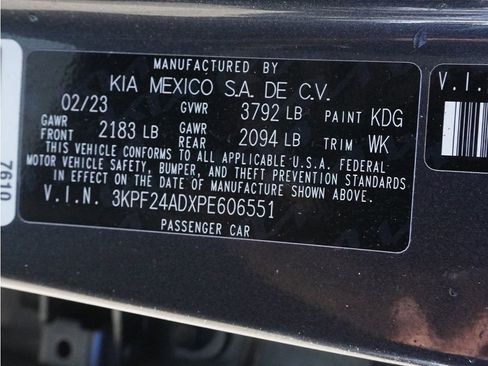 MANUFACTURED BY
KIA MEXICO S.A. DE C.V.
02/23 GVWR 3792 LB PAINT KDG
GAWR FRONT 2183 LB GAWR REAR 2094 LB TRIM WK
THIS VEHICLE CONFORMS TO ALL APPLICABLE U.S.A. FEDERAL
MOTOR VEHICLE SAFETY, BUMPER, AND THEFT PREVENTION STANDARDS
IN EFFECT ON THE DATE OF MANUFACTURE SHOWN ABOVE.
V.I.N. 3KPF24ADXPE606551
PASSENGER CAR
V.I.
7610